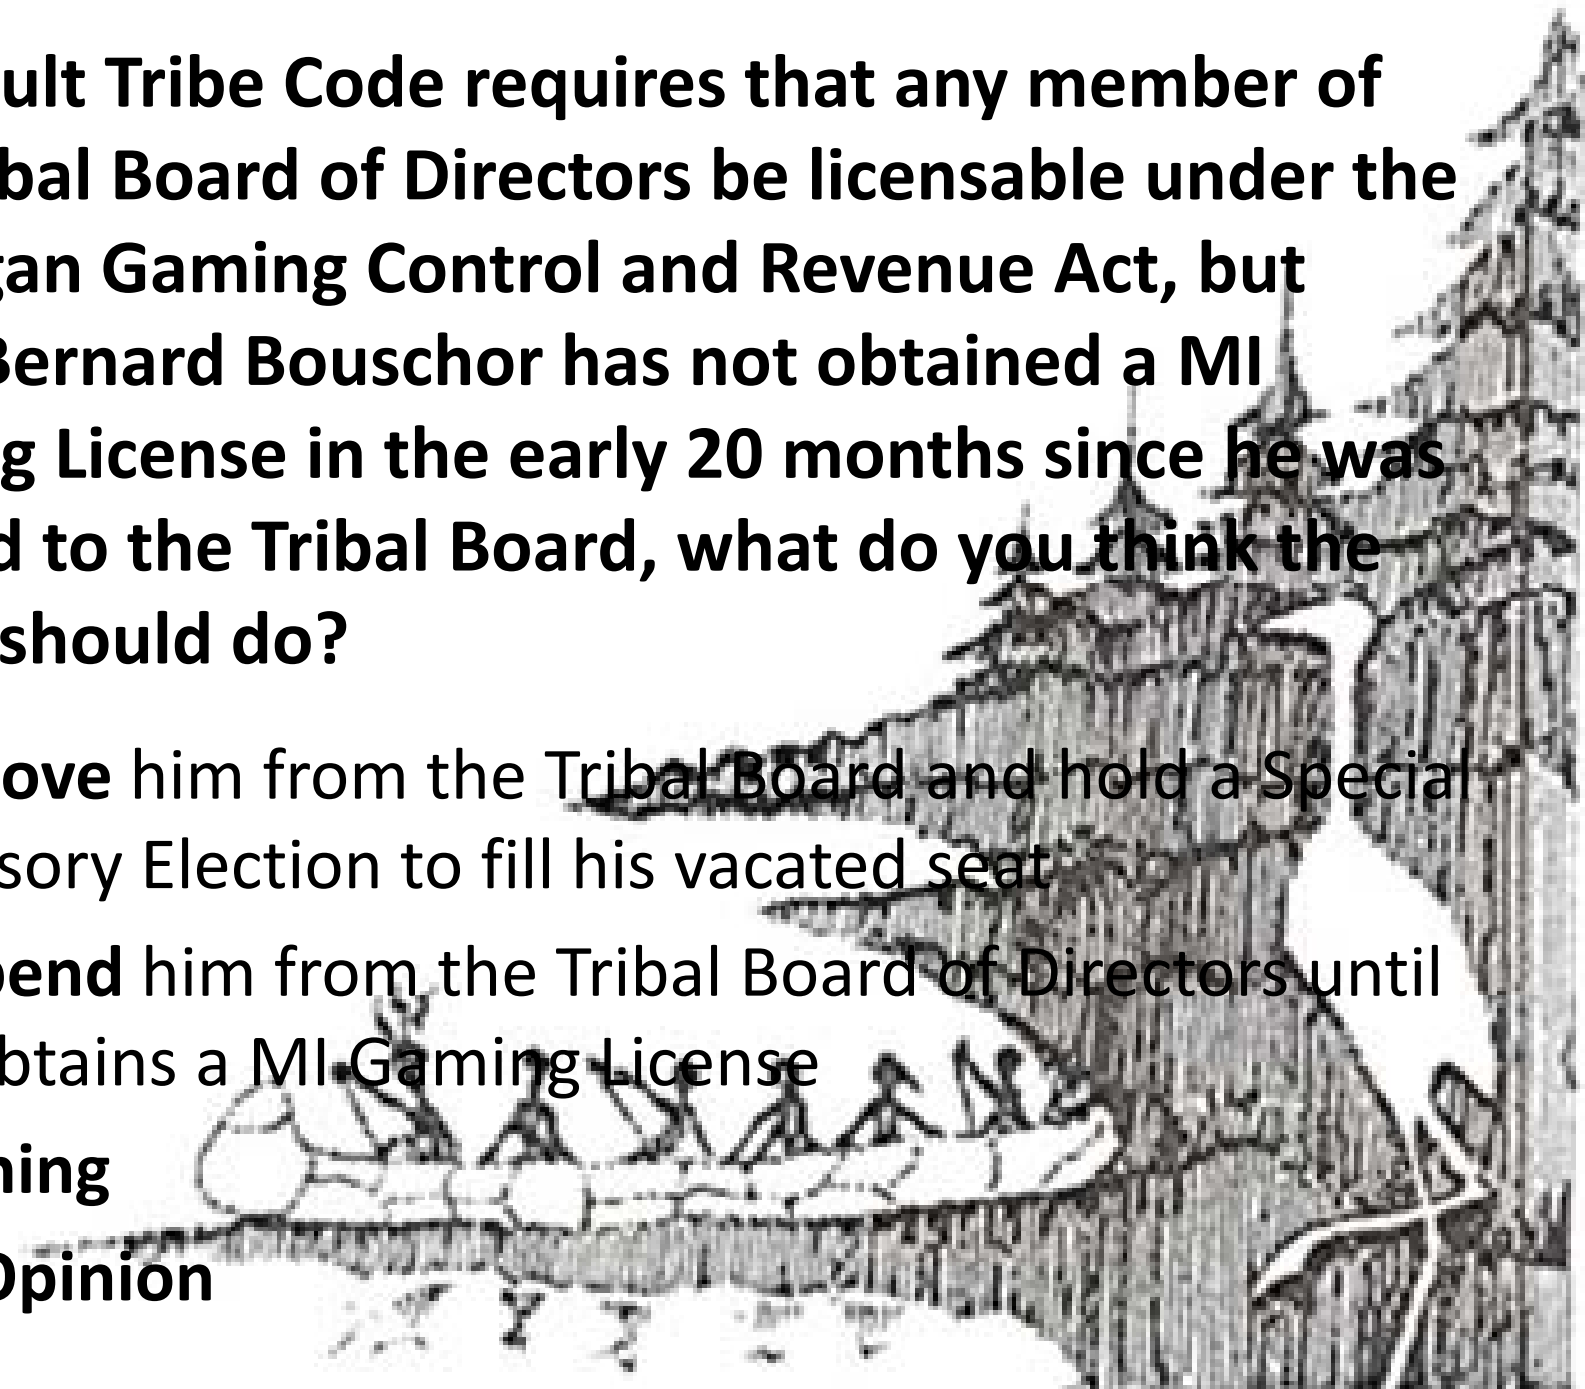 ult Tribe Code requires that any member of
bal Board of Directors be licensable under the
gan Gaming Control and Revenue Act, but
Bernard Bouschor has not obtained a MI
g License in the early 20 months since he was
d to the Tribal Board, what do you think the
should do?
ove him from the Tribal Board and hold a Special
sory Election to fill his vacated seat
pend him from the Tribal Board of Directors until
btains a MI Gaming License
hing
Opinion